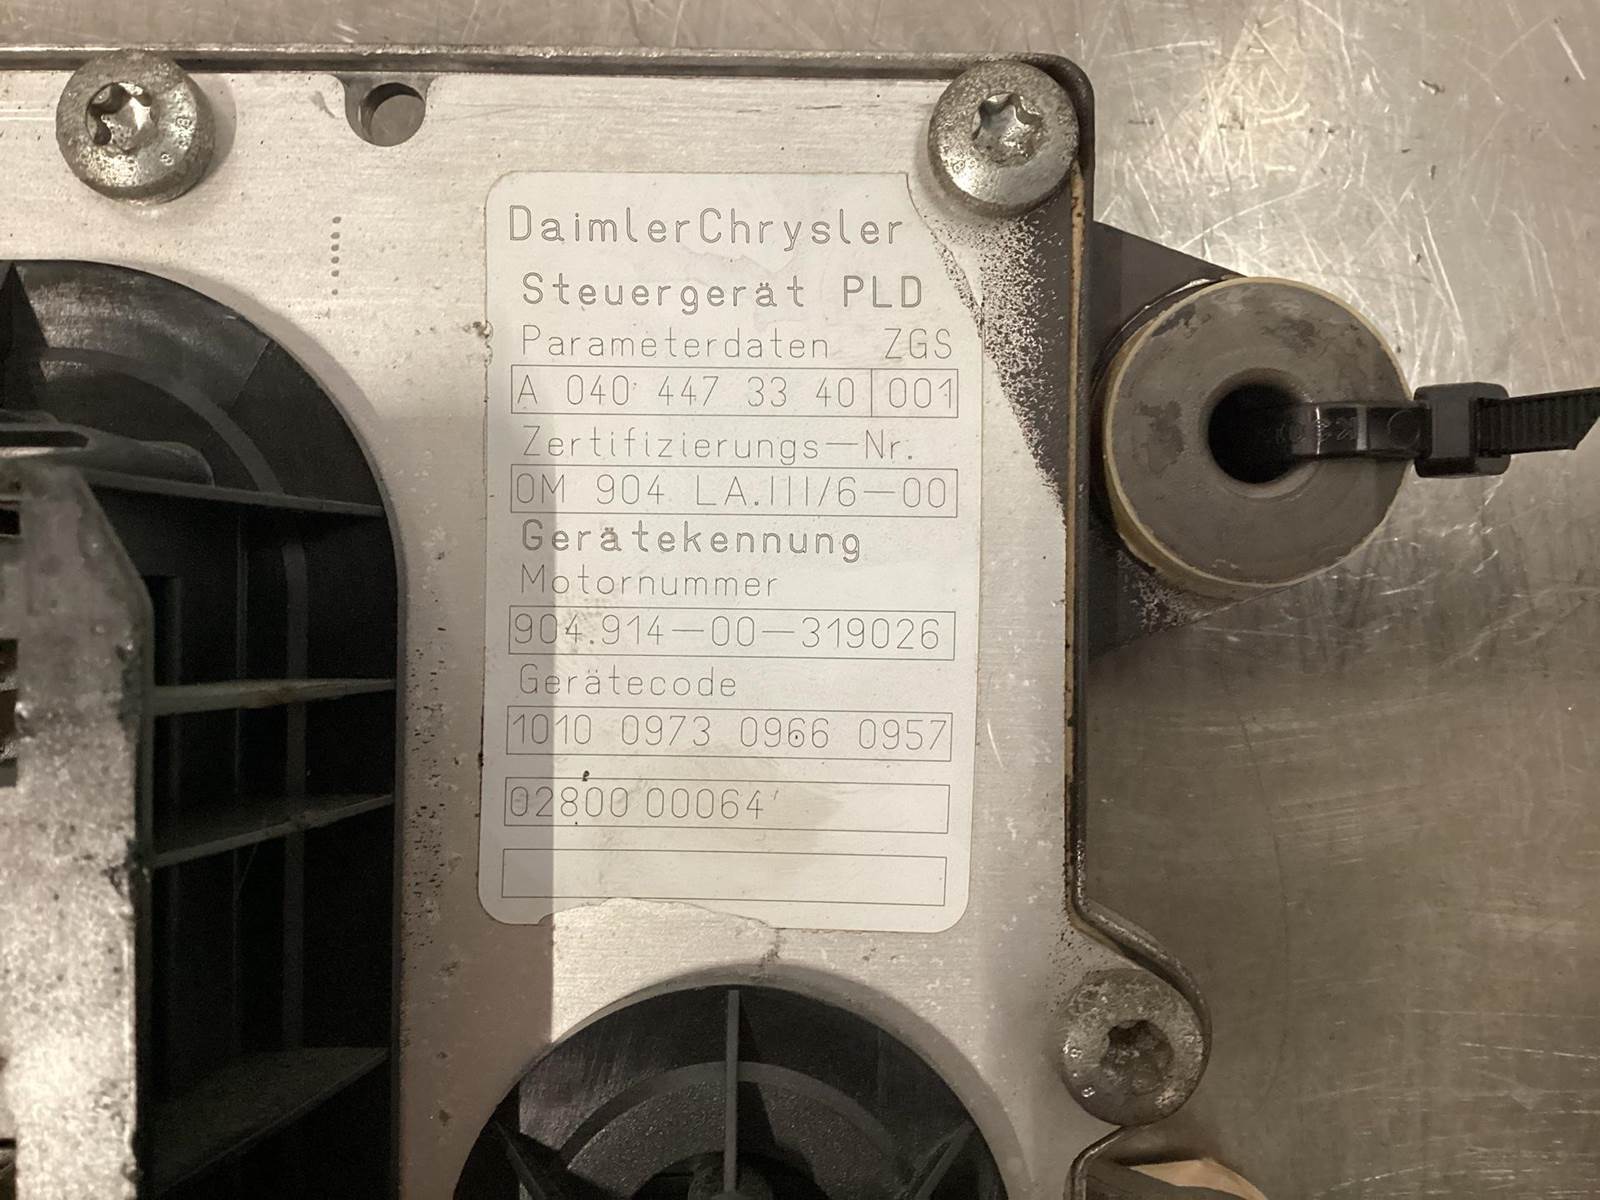 DaimlerChrysler
Steuergerät PLD
Parameterdaten ZGS
A 040 447 33 40 001
Zertifizierungs-Nr.
OM 904 LA.III/6-00
Gerätekennung
Motornummer
904.914-00-319026
Gerätecode
1010 0973 0966 0957
02800 00064